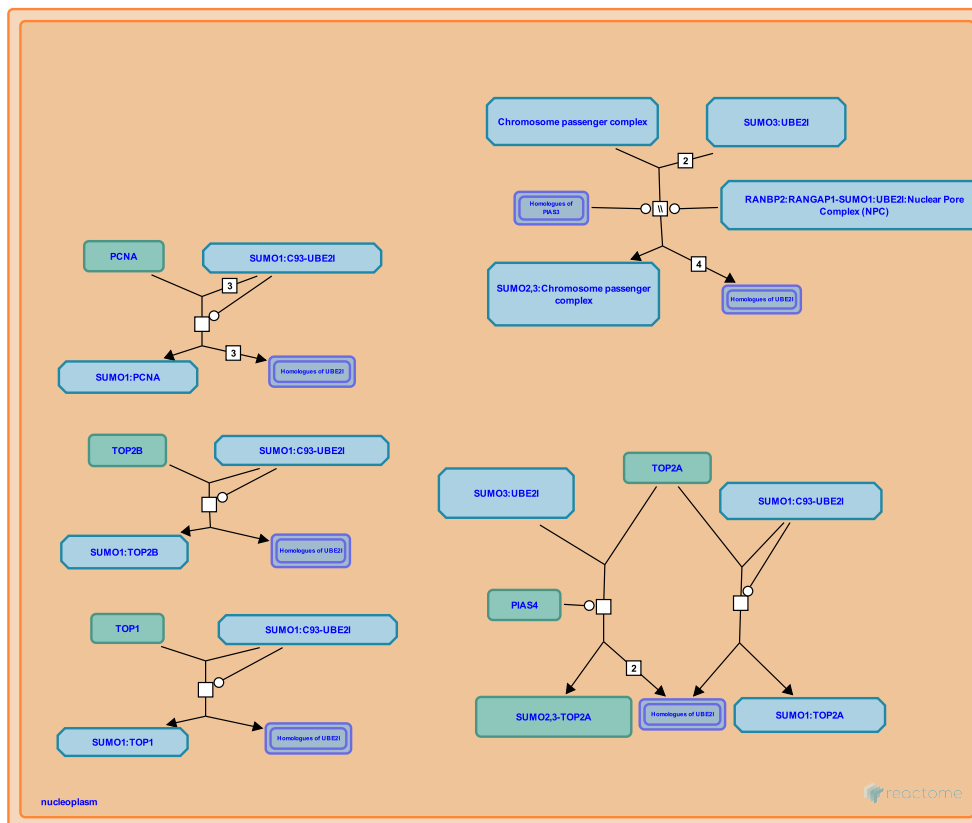 Chromosome passenger complex
SUMO3:UBE2I
2
Homologues of
PIAS3
\\
RANBP2:RANGAP1-SUMO1:UBE2I:Nuclear Pore
Complex (NPC)
4
SUMO2,3:Chromosome passenger
complex
Homologues of UBE2I
PCNA
SUMO1:C93-UBE2I
3
3
SUMO1:PCNA
Homologues of UBE2I
TOP2B
SUMO1:C93-UBE2I
SUMO1:TOP2B
Homologues of UBE2I
TOP1
SUMO1:C93-UBE2I
SUMO1:TOP1
Homologues of UBE2I
TOP2A
SUMO3:UBE2I
SUMO1:C93-UBE2I
PIAS4
2
SUMO2,3-TOP2A
Homologues of UBE2I
SUMO1:TOP2A
nucleoplasm
reactome